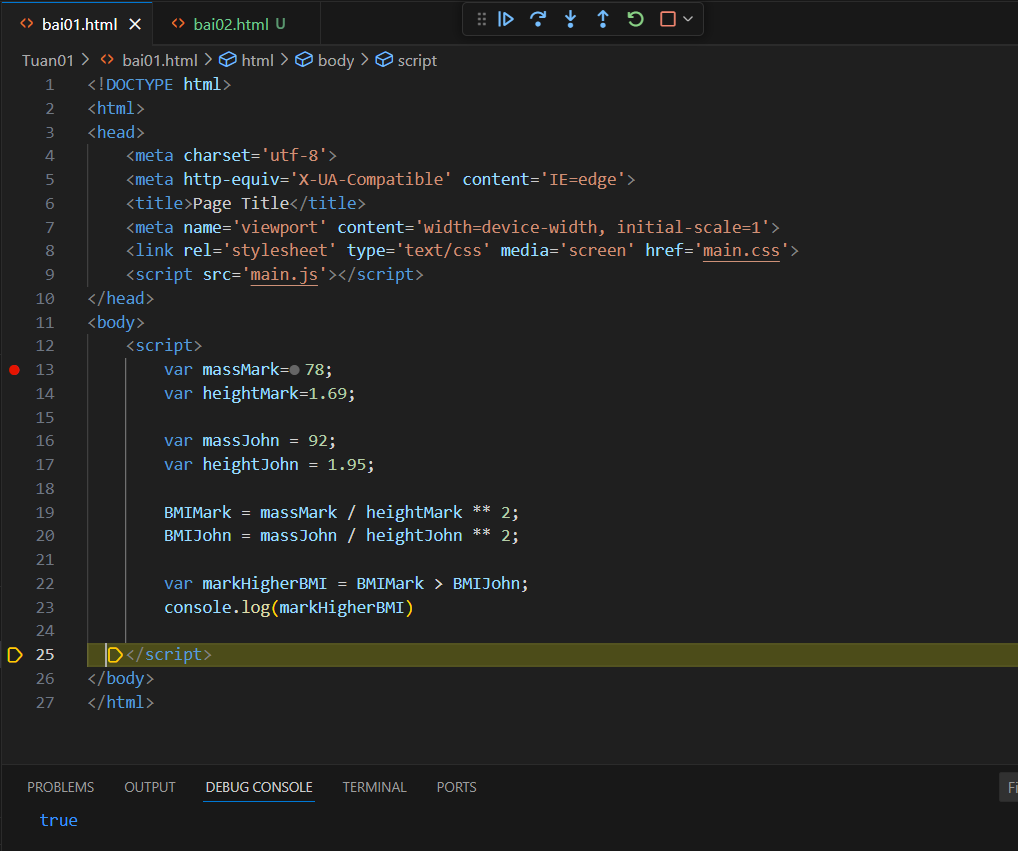 bai01.html bai02.html U
Tuan01 > bai01.html > html > body > script
1 <!DOCTYPE html>
2 <html>
3 <head>
4     <meta charset='utf-8'>
5     <meta http-equiv='X-UA-Compatible' content='IE=edge'>
6     <title>Page Title</title>
7     <meta name='viewport' content='width=device-width, initial-scale=1'>
8     <link rel='stylesheet' type='text/css' media='screen' href='main.css'>
9     <script src='main.js'></script>
10 </head>
11 <body>
12     <script>
13         var massMark= 78;
14         var heightMark=1.69;
15
16         var massJohn = 92;
17         var heightJohn = 1.95;
18
19         BMIMark = massMark / heightMark ** 2;
20         BMIJohn = massJohn / heightJohn ** 2;
21
22         var markHigherBMI = BMIMark > BMIJohn;
23         console.log(markHigherBMI)
24
25     </script>
26 </body>
27 </html>
PROBLEMS OUTPUT DEBUG CONSOLE TERMINAL PORTS Fi
true